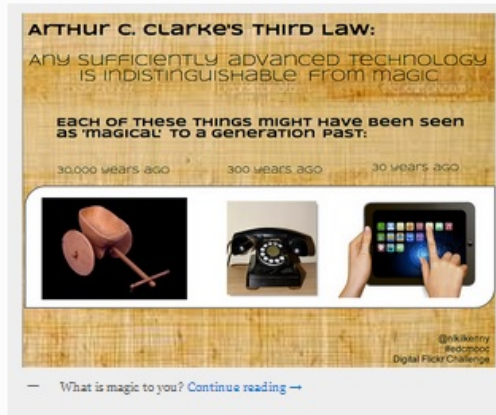 Arthur C. Clarke's Third Law:
Any sufficiently advanced technology
is indistinguishable from magic
Each of these things might have been seen
as 'magical' to a generation past:
30,000 years ago 300 years ago 30 years ago
@nikilkenny
#edcmooc
Digital Flickr Challenge
— What is magic to you? Continue reading →